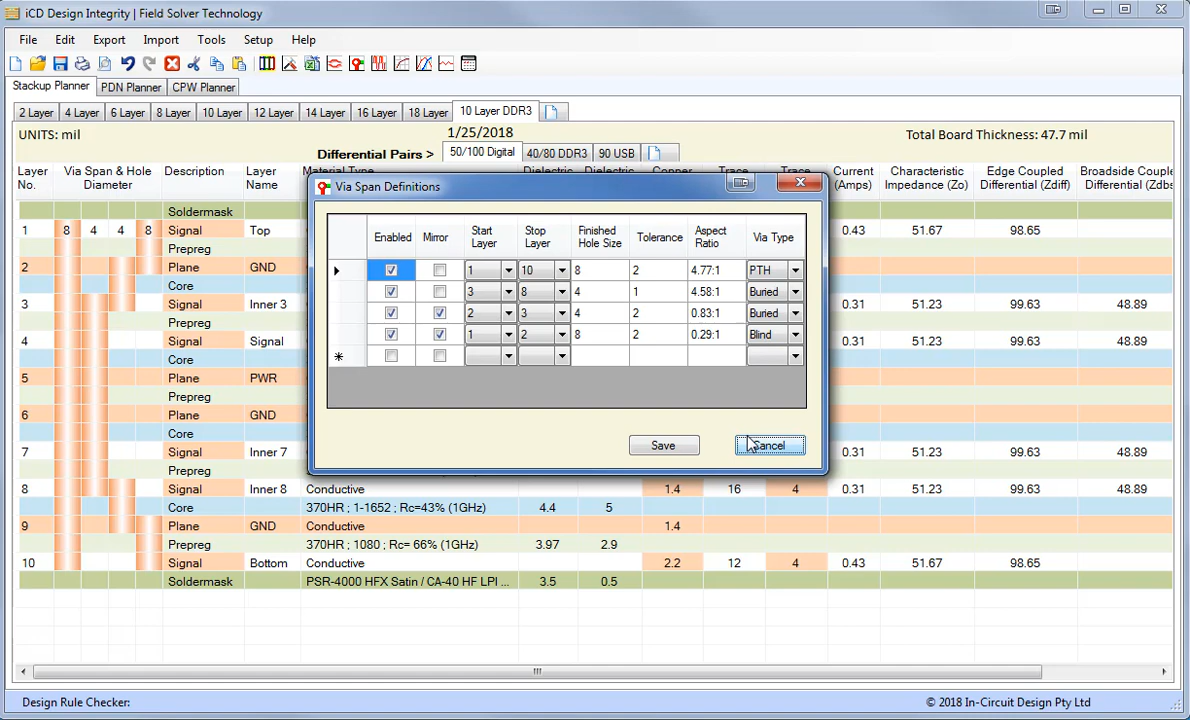 iCD Design Integrity | Field Solver Technology
File Edit Export Import Tools Setup Help
Stackup Planner PDN Planner CPW Planner
2 Layer 4 Layer 6 Layer 8 Layer 10 Layer 12 Layer 14 Layer 16 Layer 18 Layer 10 Layer DDR3
UNITS: mil 1/25/2018 Total Board Thickness: 47.7 mil
Differential Pairs > 50/100 Digital 40/80 DDR3 90 USB
Layer No. Via Span & Hole Diameter Description Layer Name Material Type Dielectric Dielectric Copper Trace Trace Current (Amps) Characteristic Impedance (Zo) Edge Coupled Differential (Zdiff) Broadside Coupl Differential (Zdbs
Via Span Definitions
Enabled Mirror Start Layer Stop Layer Finished Hole Size Tolerance Aspect Ratio Via Type
1 10 8 2 4.77:1 PTH
3 8 4 1 4.58:1 Buried
2 3 4 2 0.83:1 Buried
1 2 8 2 0.29:1 Blind
*
Save Cancel
Soldermask
1 8 4 4 8 Signal Top 0.43 51.67 98.65
Prepreg
2 Plane GND
Core
3 Signal Inner 3 0.31 51.23 99.63 48.89
Prepreg
4 Signal Signal 0.31 51.23 99.63 48.89
Core
5 Plane PWR
Prepreg
6 Plane GND
Core
7 Signal Inner 7 0.31 51.23 99.63 48.89
Prepreg
8 Signal Inner 8 Conductive 1.4 16 4 0.31 51.23 99.63 48.89
Core 370HR ; 1-1652 ; Rc=43% (1GHz) 4.4 5
9 Plane GND Conductive 1.4
Prepreg 370HR ; 1080 ; Rc= 66% (1GHz) 3.97 2.9
10 Signal Bottom Conductive 2.2 12 4 0.43 51.67 98.65
Soldermask PSR-4000 HFX Satin / CA-40 HF LPI ... 3.5 0.5
Design Rule Checker: © 2018 In-Circuit Design Pty Ltd